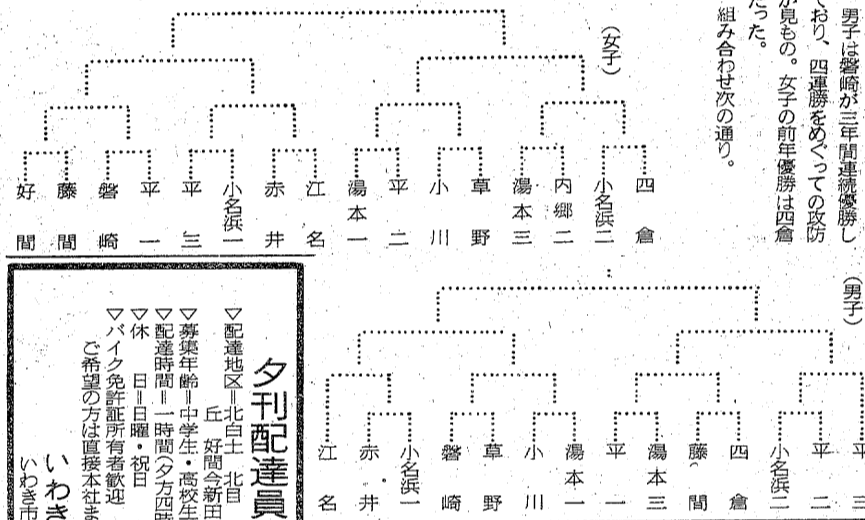 男子は磐崎が三年間連続優勝し
ており、四連勝をめぐっての攻防
が見もの。女子の前年優勝は四倉
だった。
組み合わせ次の通り。
（女子）
四倉
小名浜二
内郷二
湯本三
草野
小川
平二
湯本一
江名
赤井
小名浜一
平三
平一
磐崎
藤間
好間
（男子）
平三
平二
小名浜二
四倉
藤間
湯本三
平一
湯本一
小川
草野
磐崎
小名浜一
赤井
江名
夕刊配達員
▽配達地区＝北白土　北目
丘　好間今新田
▽募集年齢＝中学生・高校生
▽配達時間＝一時間（夕方四時
▽休　日＝日曜・祝日
▽バイク免許証所有者歓迎
ご希望の方は直接本社ま
いわき
いわき市